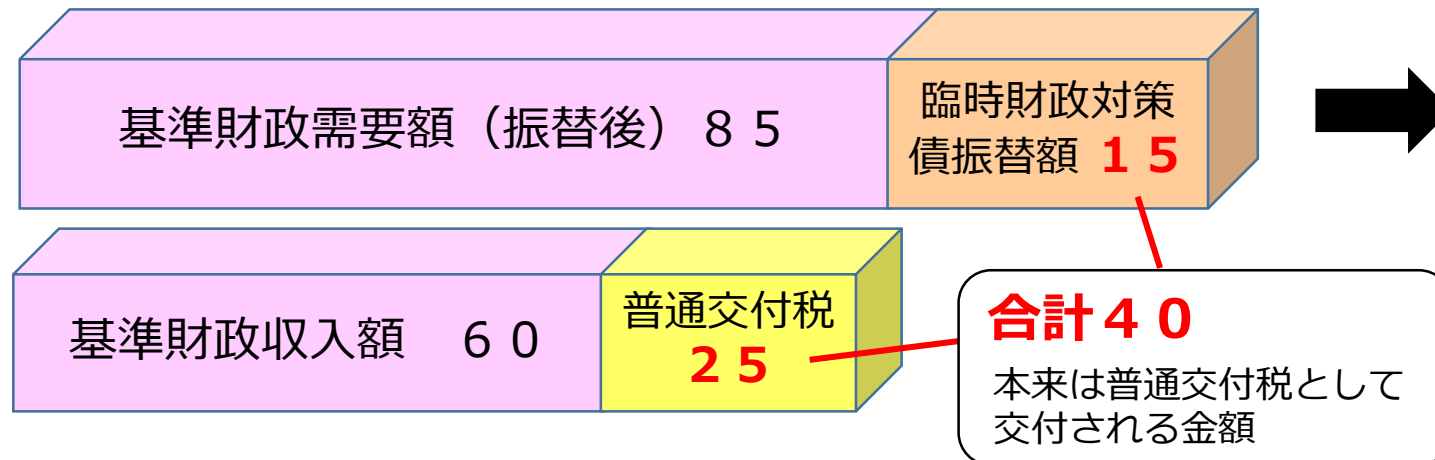 基準財政需要額（振替後）８５
臨時財政対策
債振替額 １５
基準財政収入額　６０
普通交付税
２５
合計４０
本来は普通交付税として
交付される金額